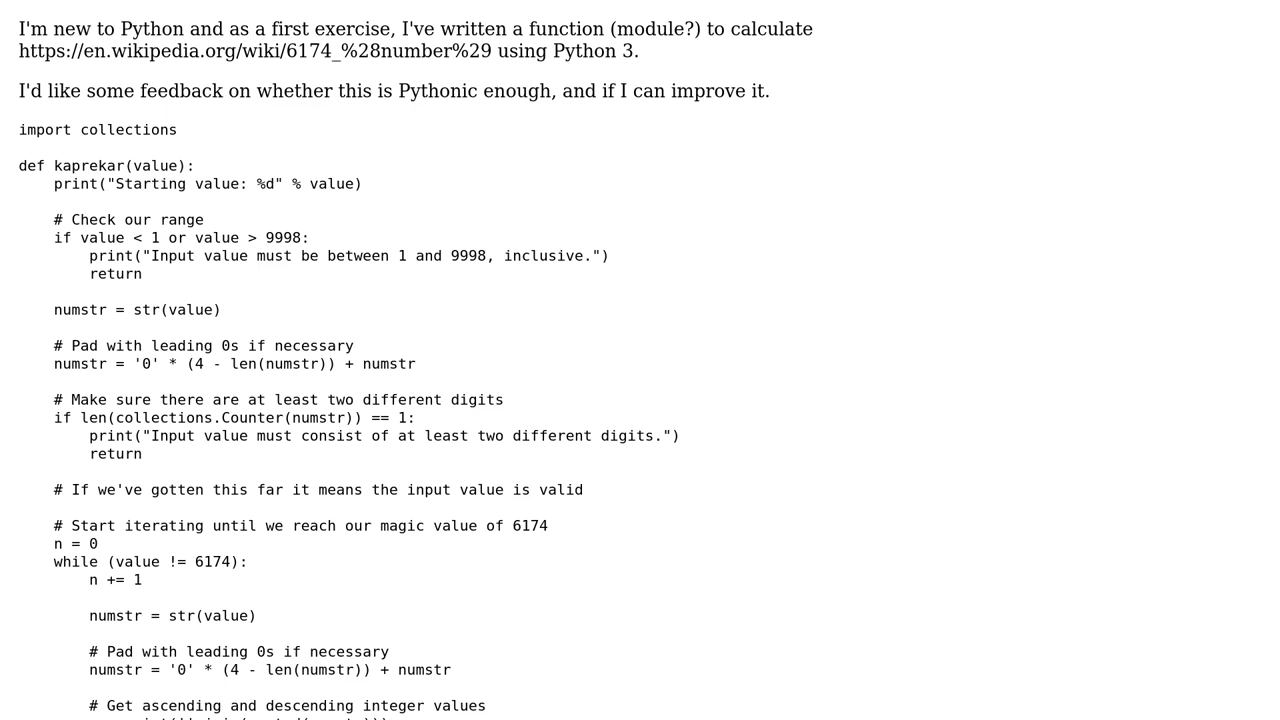 I'm new to Python and as a first exercise, I've written a function (module?) to calculate
https://en.wikipedia.org/wiki/6174_%28number%29 using Python 3.
I'd like some feedback on whether this is Pythonic enough, and if I can improve it.
import collections
def kaprekar(value):
    print("Starting value: %d" % value)
    # Check our range
    if value < 1 or value > 9998:
        print("Input value must be between 1 and 9998, inclusive.")
        return
    numstr = str(value)
    # Pad with leading 0s if necessary
    numstr = '0' * (4 - len(numstr)) + numstr
    # Make sure there are at least two different digits
    if len(collections.Counter(numstr)) == 1:
        print("Input value must consist of at least two different digits.")
        return
    # If we've gotten this far it means the input value is valid
    # Start iterating until we reach our magic value of 6174
    n = 0
    while (value != 6174):
        n += 1
        numstr = str(value)
        # Pad with leading 0s if necessary
        numstr = '0' * (4 - len(numstr)) + numstr
        # Get ascending and descending integer values